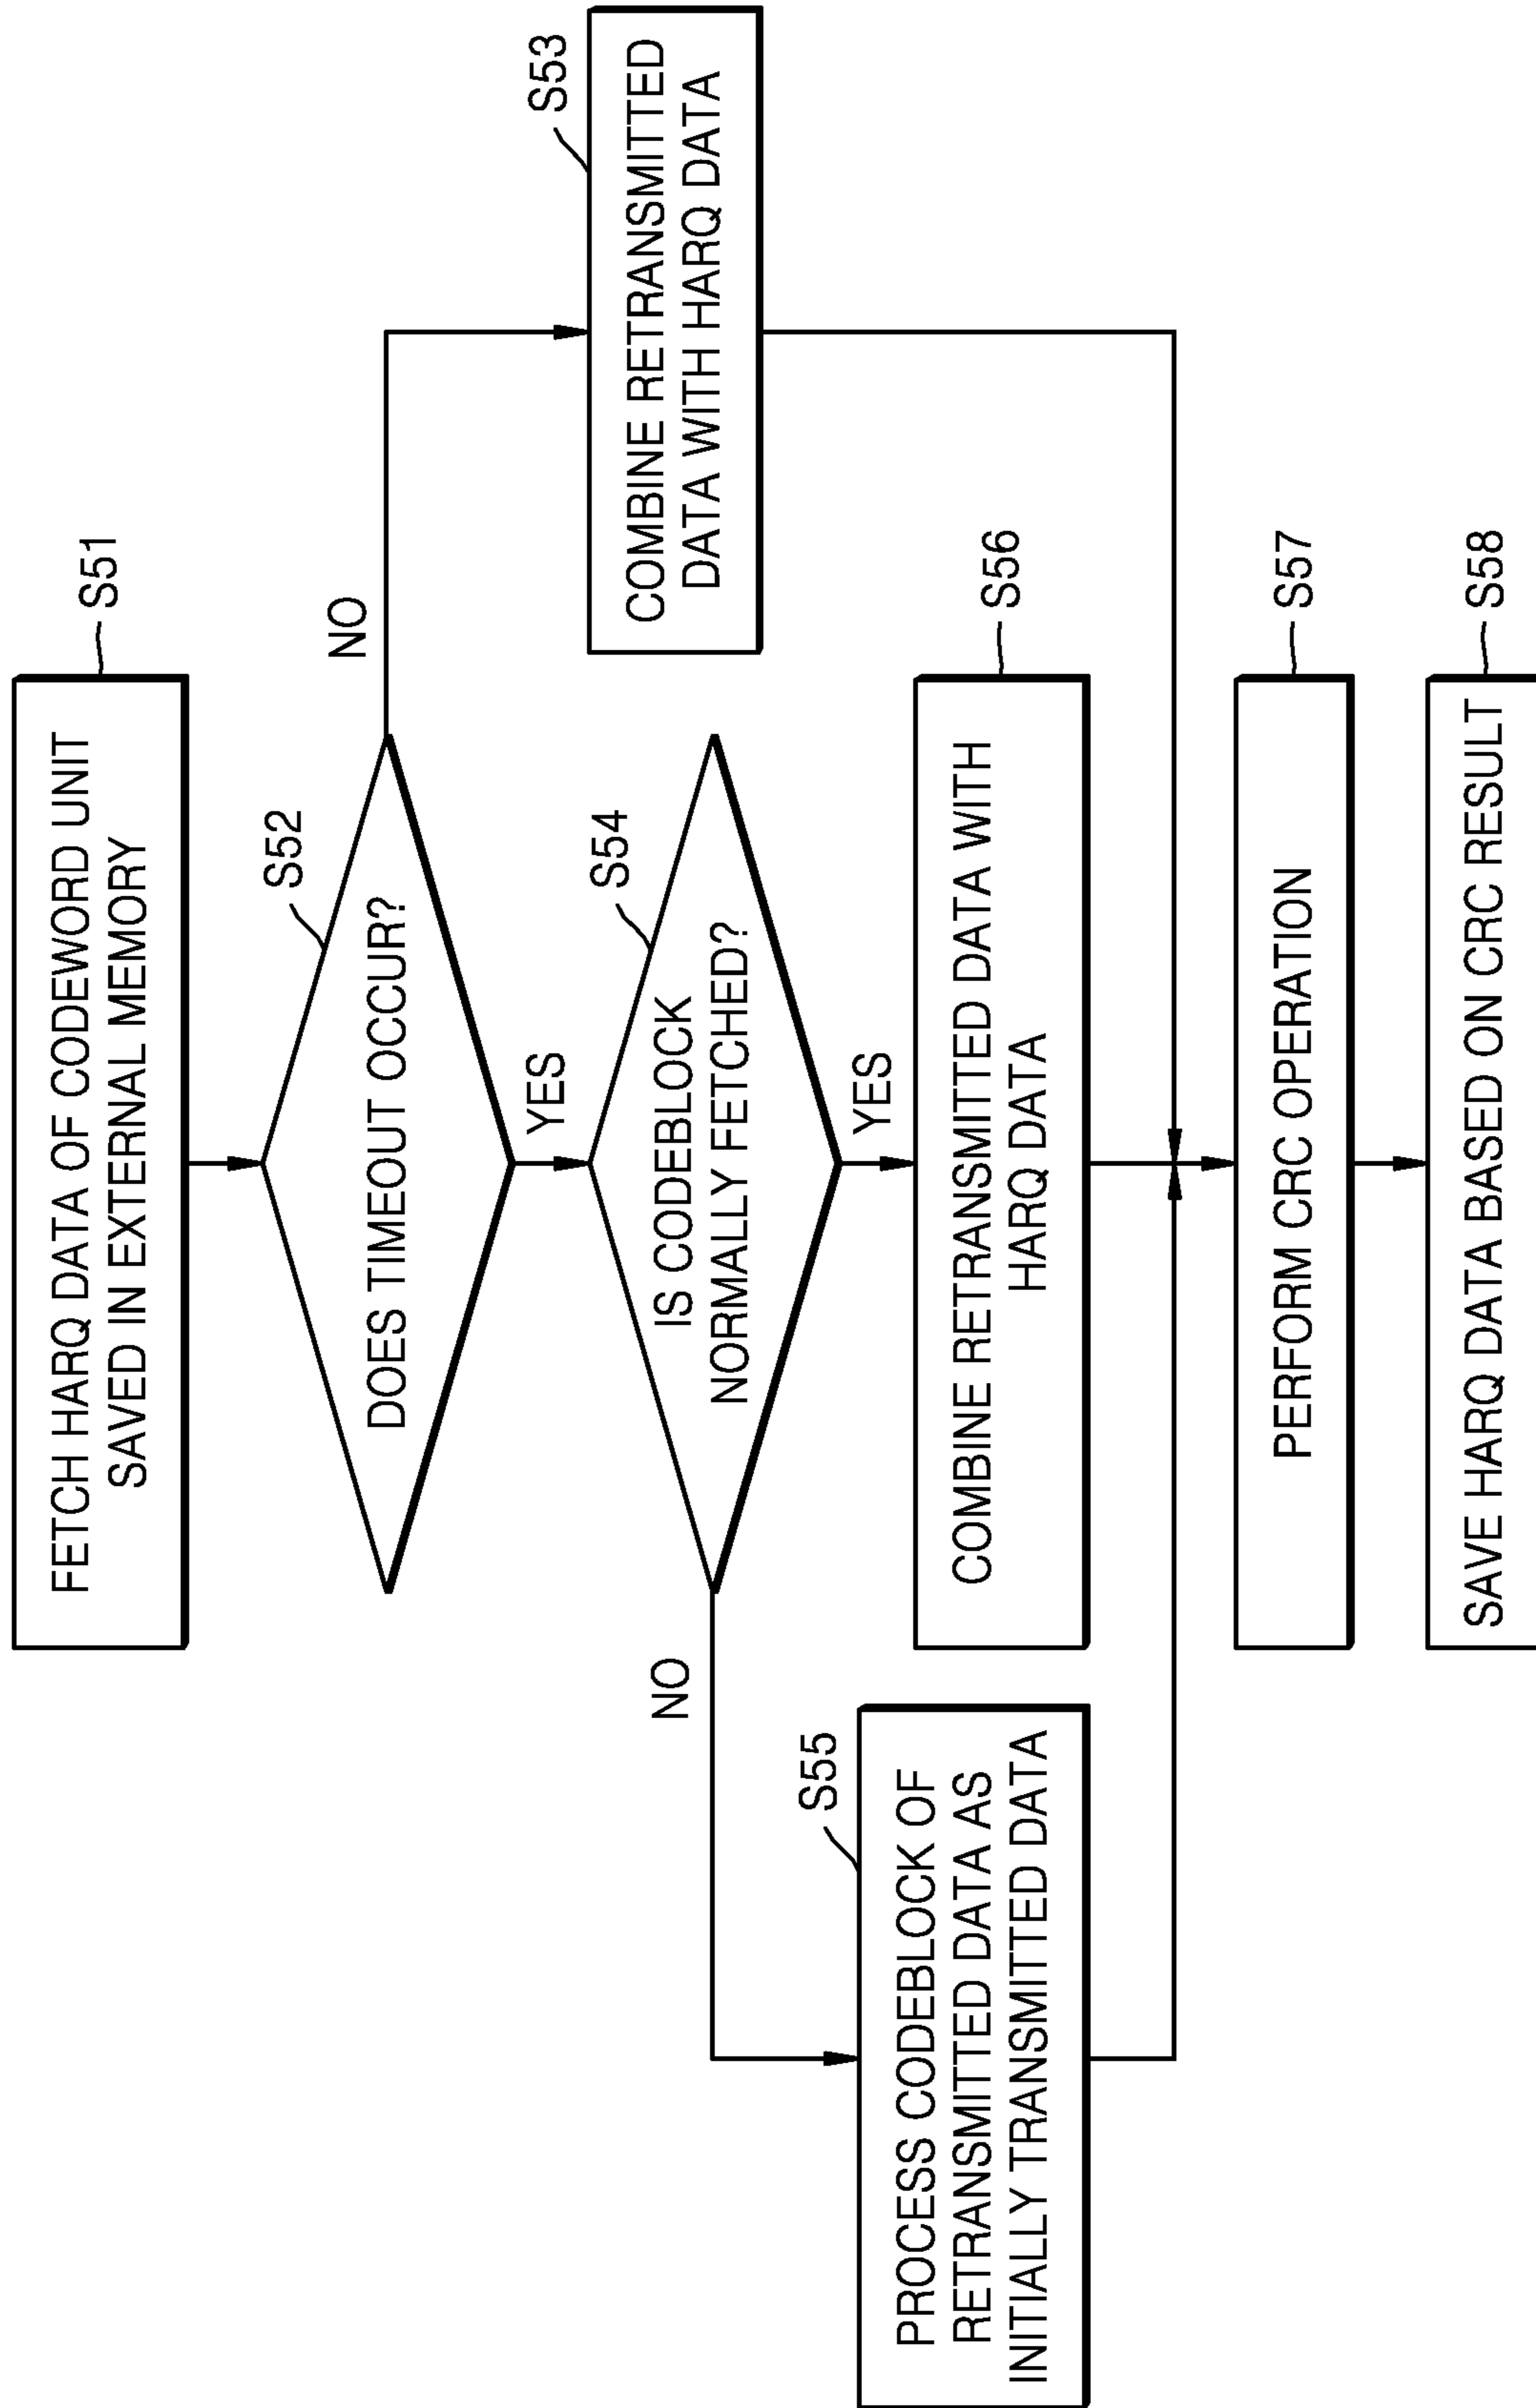 S51
FETCH HARQ DATA OF CODEWORD UNIT
SAVED IN EXTERNAL MEMORY
S52
DOES TIMEOUT OCCUR?
NO
YES
S53
COMBINE RETRANSMITTED
DATA WITH HARQ DATA
S54
IS CODEBLOCK
NORMALLY FETCHED?
NO
YES
S55
PROCESS CODEBLOCK OF
RETRANSMITTED DATA AS
INITIALLY TRANSMITTED DATA
S56
COMBINE RETRANSMITTED DATA WITH
HARQ DATA
S57
PERFORM CRC OPERATION
S58
SAVE HARQ DATA BASED ON CRC RESULT